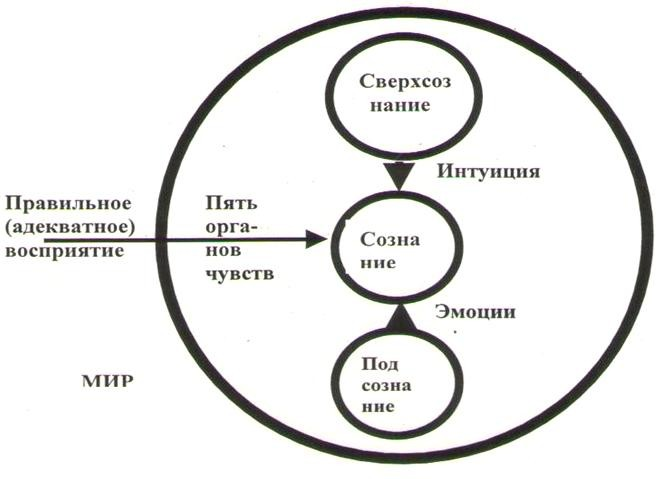 Сверхсоз
нание
Интуиция
Правильное
(адекватное)
восприятие
Пять
орга-
нов
чувств
Созна
ние
Эмоции
Под
созна
ние
МИР